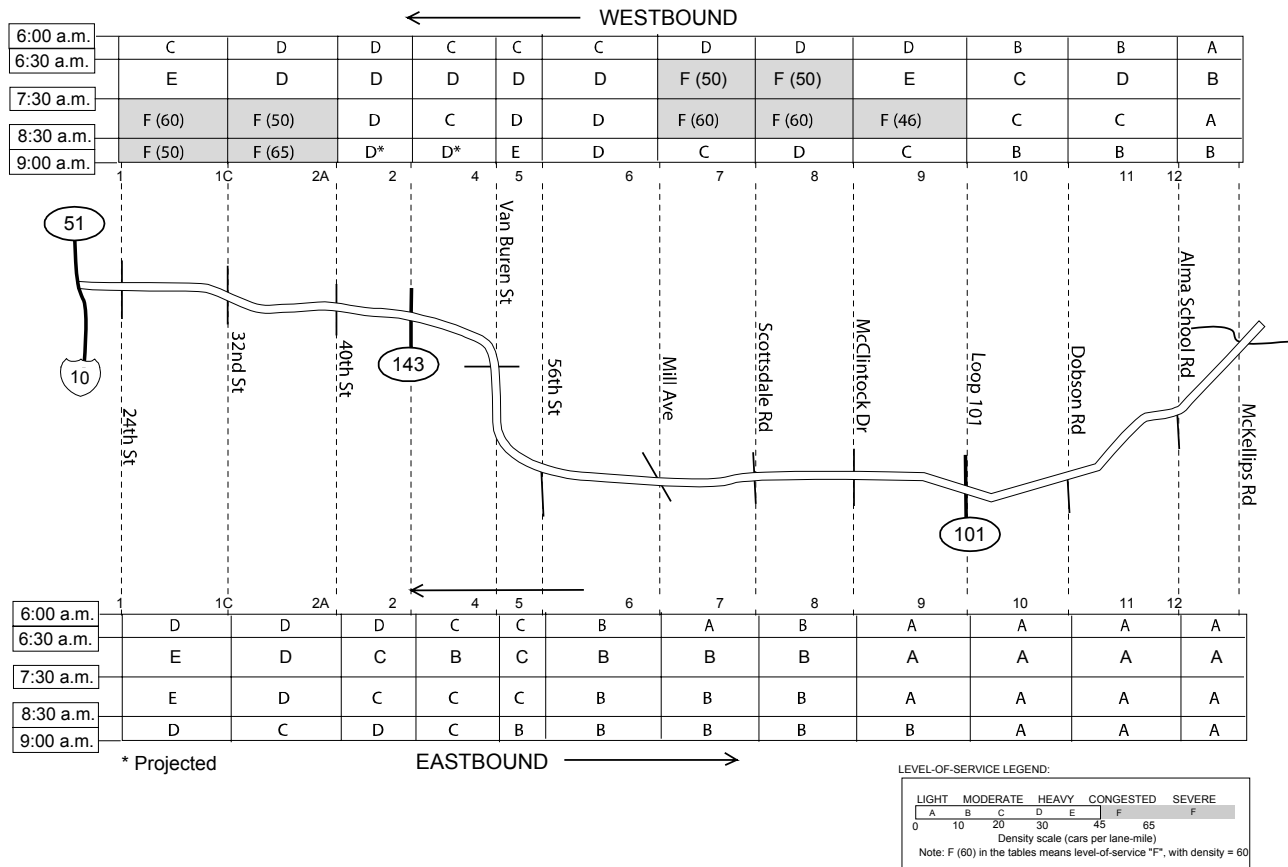 WESTBOUND
6:00 a.m.
C D D C C C D D D B B A
6:30 a.m.
E D D D D D F (50) F (50) E C D B
7:30 a.m.
F (60) F (50) D C D D F (60) F (60) F (46) C C A
8:30 a.m.
F (50) F (65) D* D* E D C D C B B B
9:00 a.m.
1 1C 2A 2 4 5 6 7 8 9 10 11 12
51
10
143
101
24th St
32nd St
40th St
Van Buren St
56th St
Mill Ave
Scottsdale Rd
McClintock Dr
Loop 101
Dobson Rd
Alma School Rd
McKellips Rd
1 1C 2A 2 4 5 6 7 8 9 10 11 12
6:00 a.m.
D D D C C B A B A A A A
6:30 a.m.
E D C B C B B B A A A A
7:30 a.m.
E D C C C B B B A A A A
8:30 a.m.
D C D C B B B B B A A A
9:00 a.m.
* Projected
EASTBOUND
LEVEL-OF-SERVICE LEGEND:
LIGHT MODERATE HEAVY CONGESTED SEVERE
A B C D E F F
0 10 20 30 45 65
Density scale (cars per lane-mile)
Note: F (60) in the tables means level-of-service "F", with density = 60